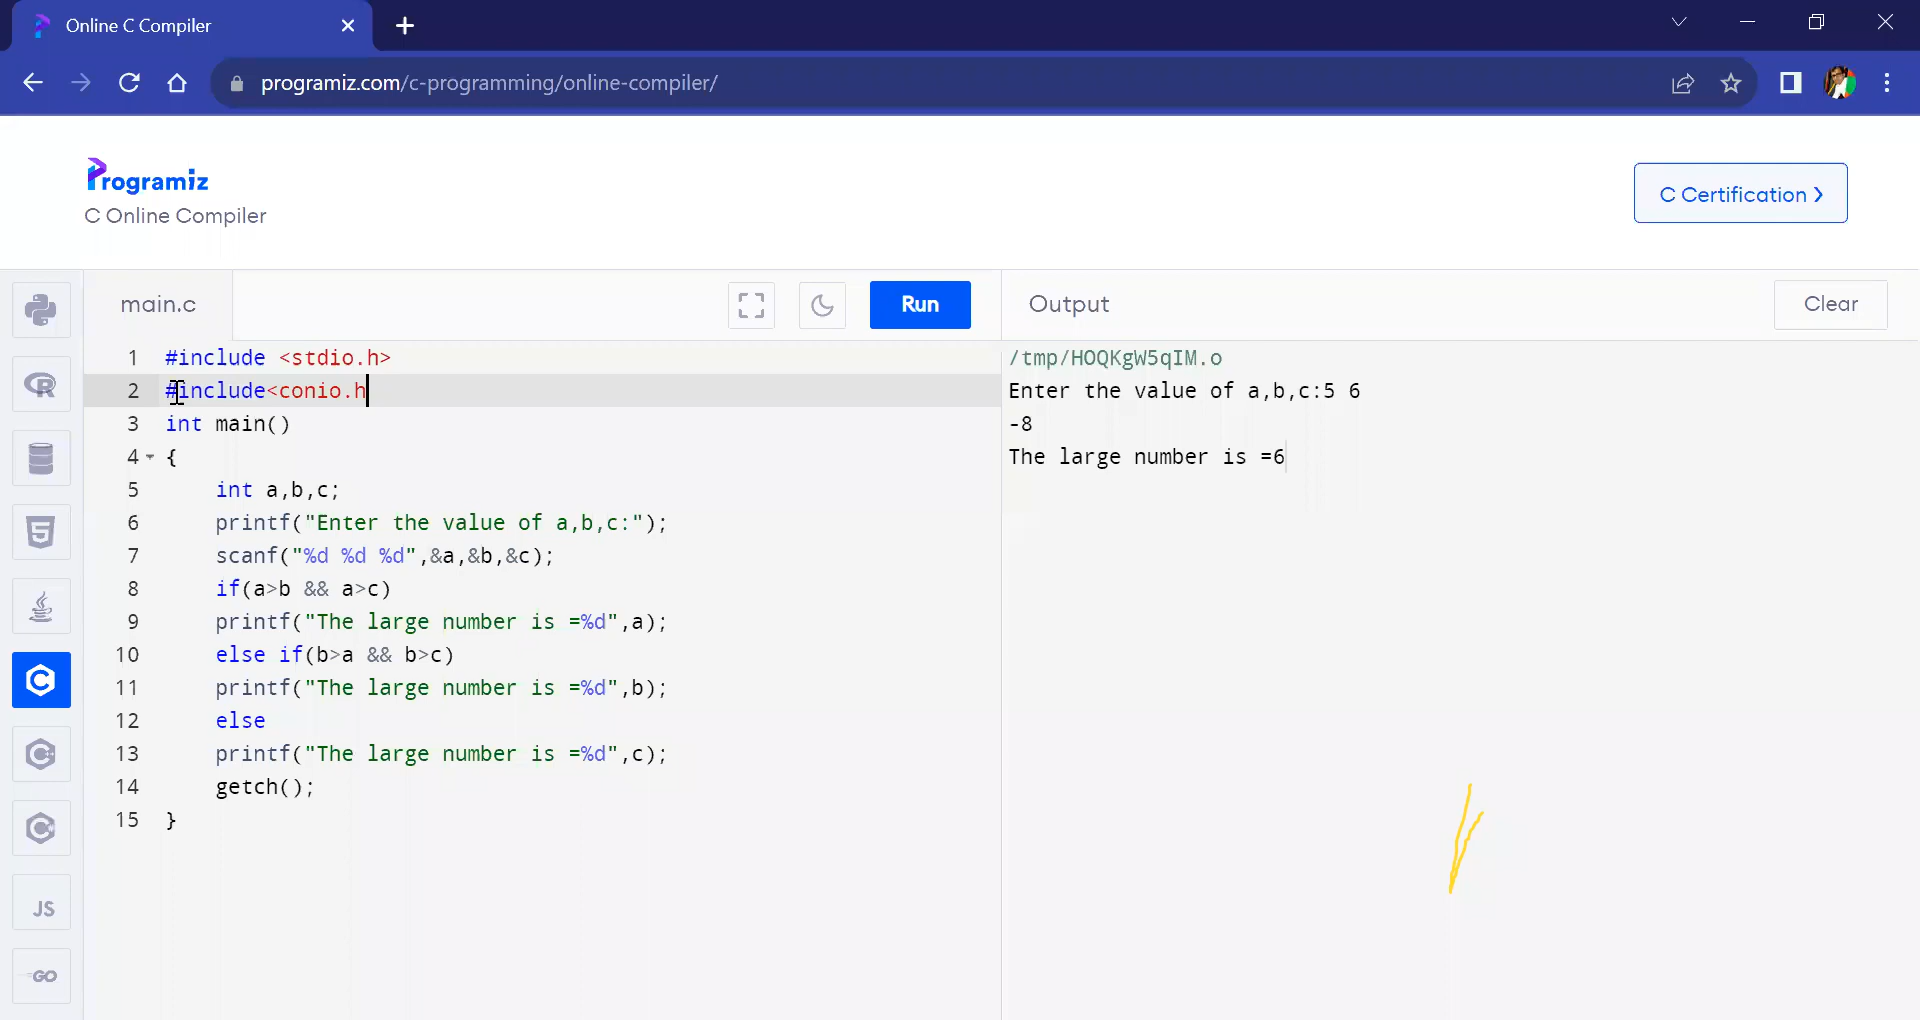 Online C Compiler
programiz.com/c-programming/online-compiler/
Programiz
C Online Compiler
C Certification
main.c
Run
Output
Clear
1 #include <stdio.h>
2 #include<conio.h
3 int main()
4 {
5 int a,b,c;
6 printf("Enter the value of a,b,c:");
7 scanf("%d %d %d",&a,&b,&c);
8 if(a>b && a>c)
9 printf("The large number is =%d",a);
10 else if(b>a && b>c)
11 printf("The large number is =%d",b);
12 else
13 printf("The large number is =%d",c);
14 getch();
15 }
/tmp/HOQKgW5qIM.o
Enter the value of a,b,c:5 6
-8
The large number is =6
R
5
C
C
C
JS
GO